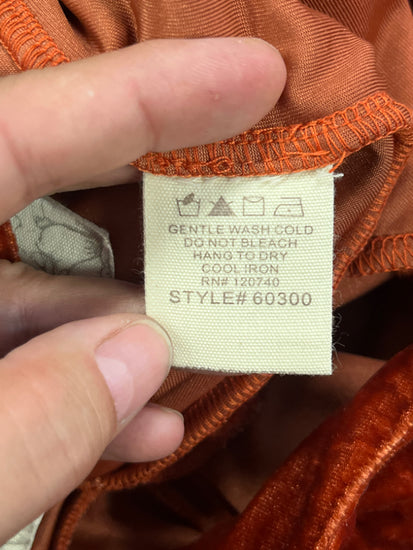 GENTLE WASH COLD
DO NOT BLEACH
HANG TO DRY
COOL IRON
RN# 120740
STYLE# 60300